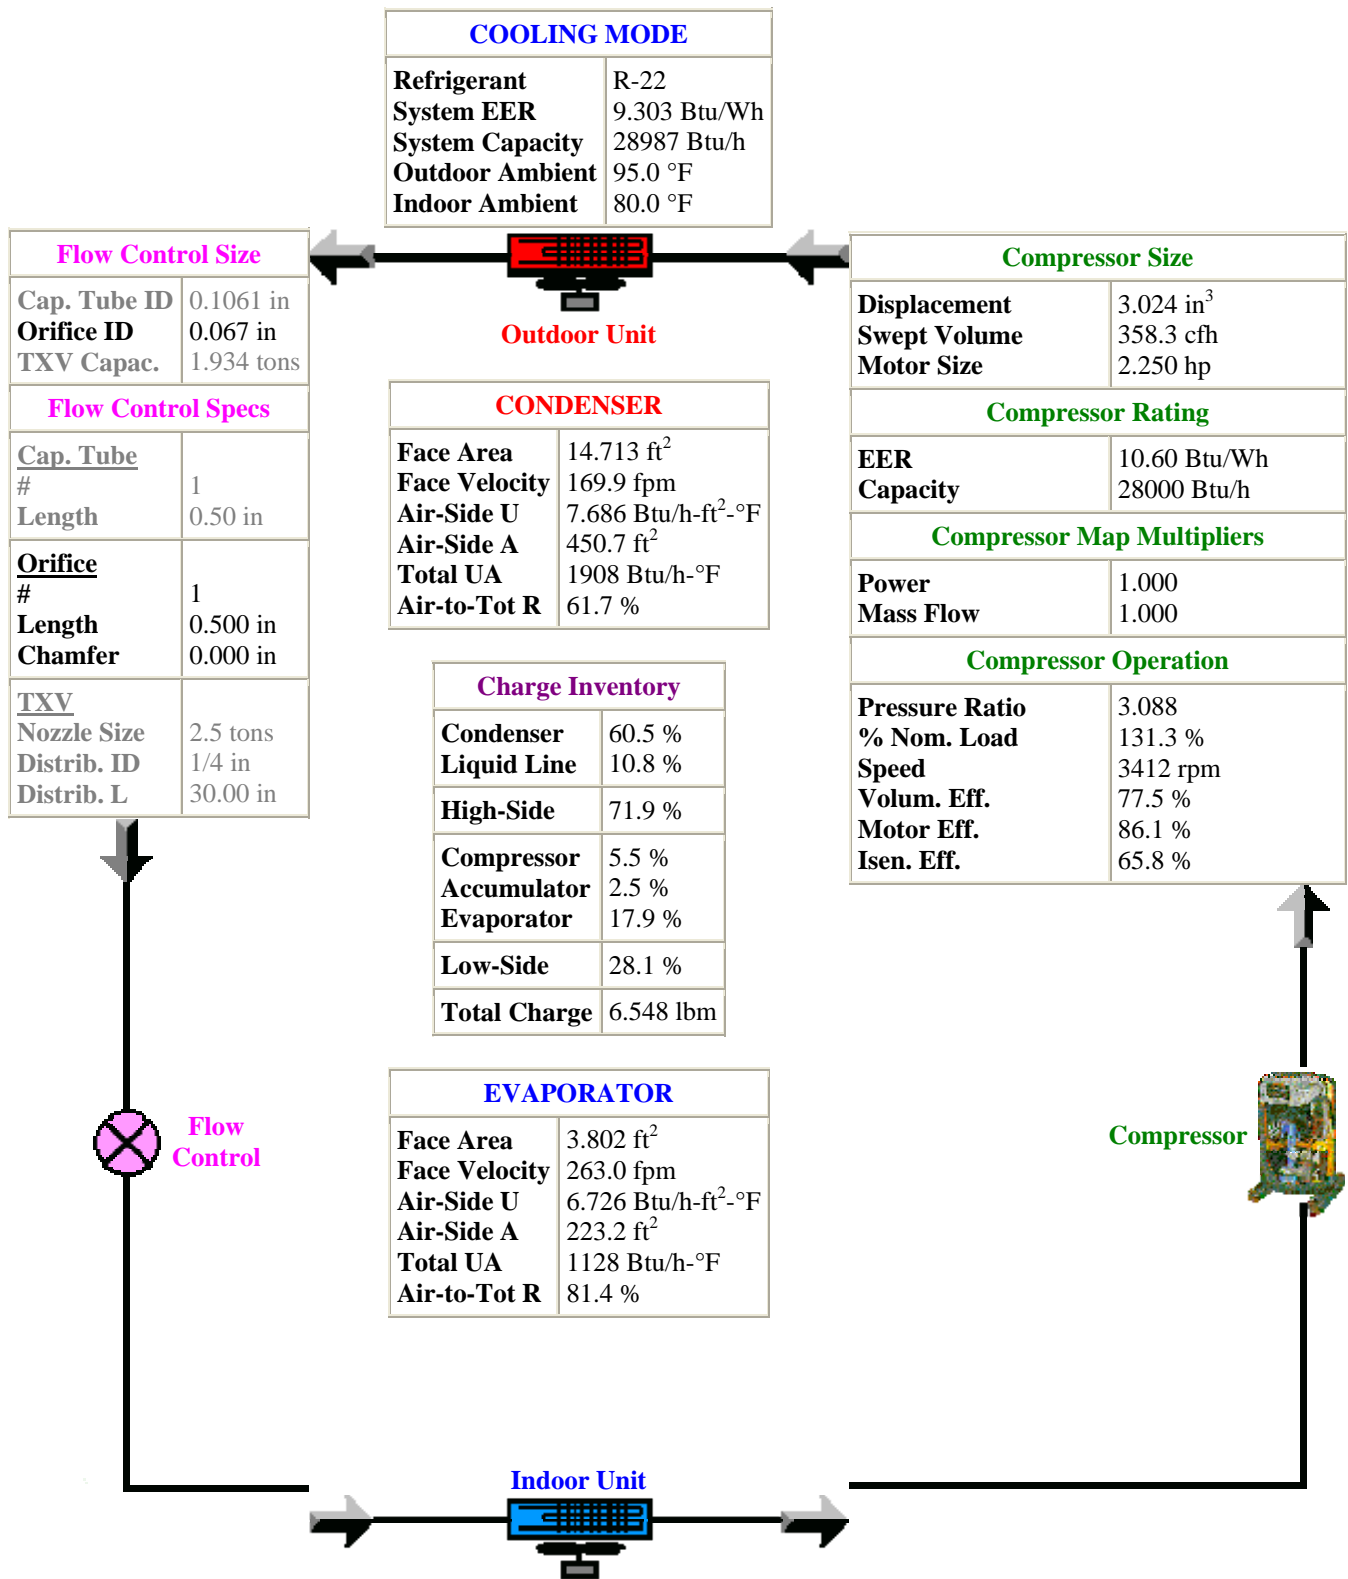 COOLING MODE
Refrigerant R-22
System EER 9.303 Btu/Wh
System Capacity 28987 Btu/h
Outdoor Ambient 95.0 °F
Indoor Ambient 80.0 °F
Flow Control Size
Cap. Tube ID 0.1061 in
Orifice ID 0.067 in
TXV Capac. 1.934 tons
Flow Control Specs
Cap. Tube
# 1
Length 0.50 in
Orifice
# 1
Length 0.500 in
Chamfer 0.000 in
TXV
Nozzle Size 2.5 tons
Distrib. ID 1/4 in
Distrib. L 30.00 in
Outdoor Unit
CONDENSER
Face Area 14.713 ft²
Face Velocity 169.9 fpm
Air-Side U 7.686 Btu/h-ft²-°F
Air-Side A 450.7 ft²
Total UA 1908 Btu/h-°F
Air-to-Tot R 61.7 %
Charge Inventory
Condenser 60.5 %
Liquid Line 10.8 %
High-Side 71.9 %
Compressor 5.5 %
Accumulator 2.5 %
Evaporator 17.9 %
Low-Side 28.1 %
Total Charge 6.548 lbm
EVAPORATOR
Face Area 3.802 ft²
Face Velocity 263.0 fpm
Air-Side U 6.726 Btu/h-ft²-°F
Air-Side A 223.2 ft²
Total UA 1128 Btu/h-°F
Air-to-Tot R 81.4 %
Compressor Size
Displacement 3.024 in³
Swept Volume 358.3 cfh
Motor Size 2.250 hp
Compressor Rating
EER 10.60 Btu/Wh
Capacity 28000 Btu/h
Compressor Map Multipliers
Power 1.000
Mass Flow 1.000
Compressor Operation
Pressure Ratio 3.088
% Nom. Load 131.3 %
Speed 3412 rpm
Volum. Eff. 77.5 %
Motor Eff. 86.1 %
Isen. Eff. 65.8 %
Flow
Control
Compressor
Indoor Unit